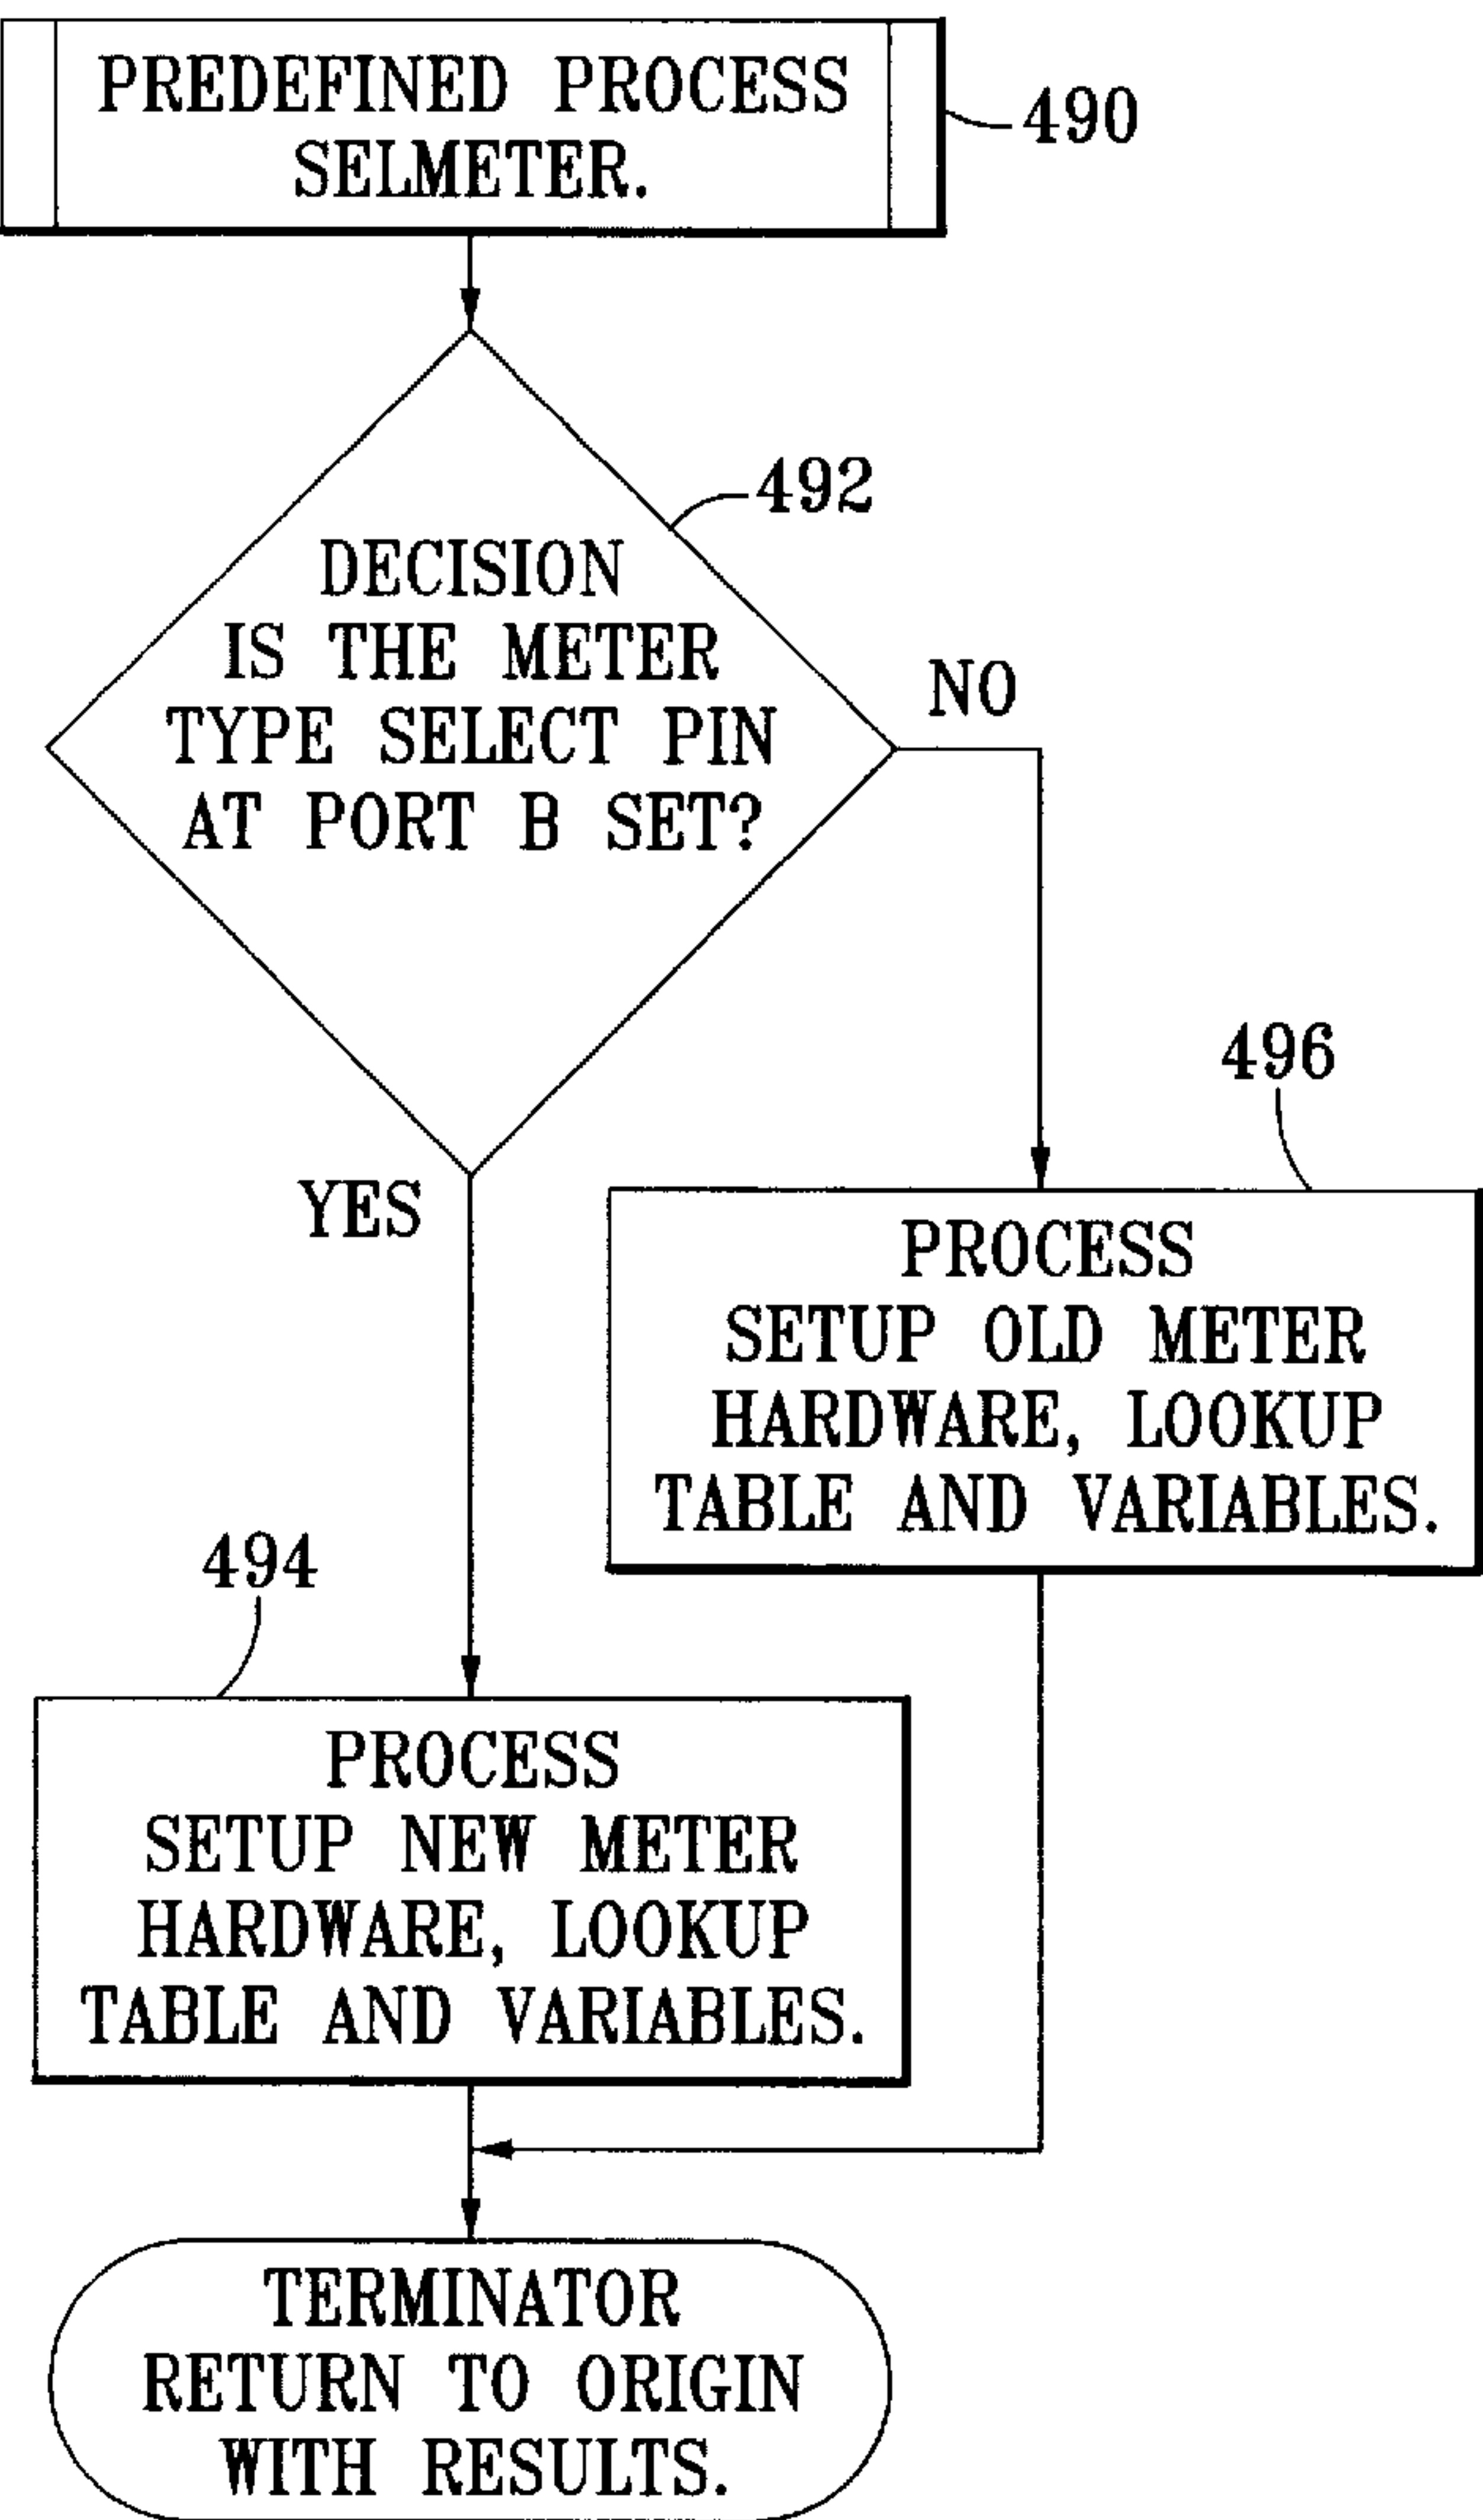 PREDEFINED PROCESS
SELMETER.
490
492
DECISION
IS THE METER
TYPE SELECT PIN
AT PORT B SET?
NO
YES
496
PROCESS
SETUP OLD METER
HARDWARE, LOOKUP
TABLE AND VARIABLES.
494
PROCESS
SETUP NEW METER
HARDWARE, LOOKUP
TABLE AND VARIABLES.
TERMINATOR
RETURN TO ORIGIN
WITH RESULTS.